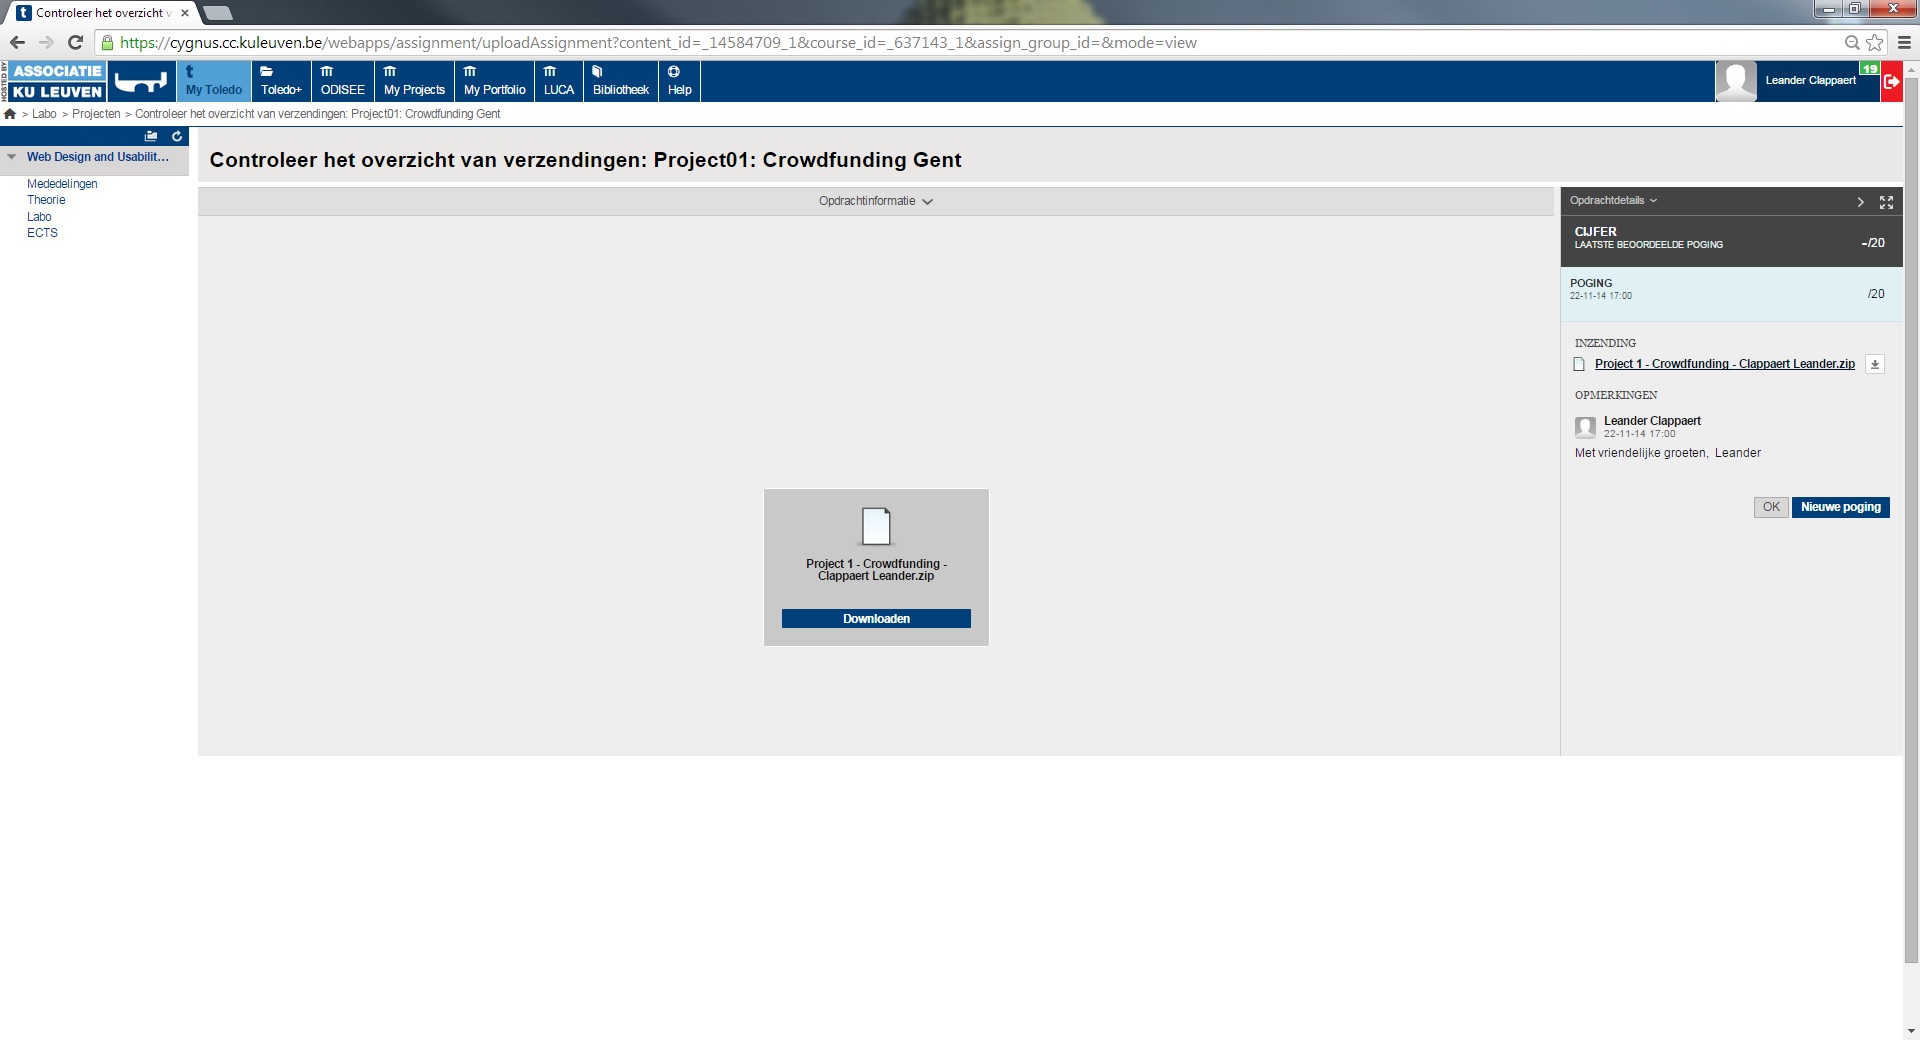 Controleer het overzicht v
https://cygnus.cc.kuleuven.be/webapps/assignment/uploadAssignment?content_id=_14584709_1&course_id=_637143_1&assign_group_id=&mode=view
HOSTED BY
ASSOCIATIE
KU LEUVEN
t
My Toledo
Toledo+
ODISEE
My Projects
My Portfolio
LUCA
Bibliotheek
Help
Leander Clappaert
19
> Labo > Projecten > Controleer het overzicht van verzendingen: Project01: Crowdfunding Gent
Web Design and Usabilit...
Mededelingen
Theorie
Labo
ECTS
Controleer het overzicht van verzendingen: Project01: Crowdfunding Gent
Opdrachtinformatie
Project 1 - Crowdfunding -
Clappaert Leander.zip
Downloaden
Opdrachtdetails
CIJFER
LAATSTE BEOORDEELDE POGING
-/20
POGING
22-11-14 17:00
/20
INZENDING
Project 1 - Crowdfunding - Clappaert Leander.zip
OPMERKINGEN
Leander Clappaert
22-11-14 17:00
Met vriendelijke groeten, Leander
OK
Nieuwe poging